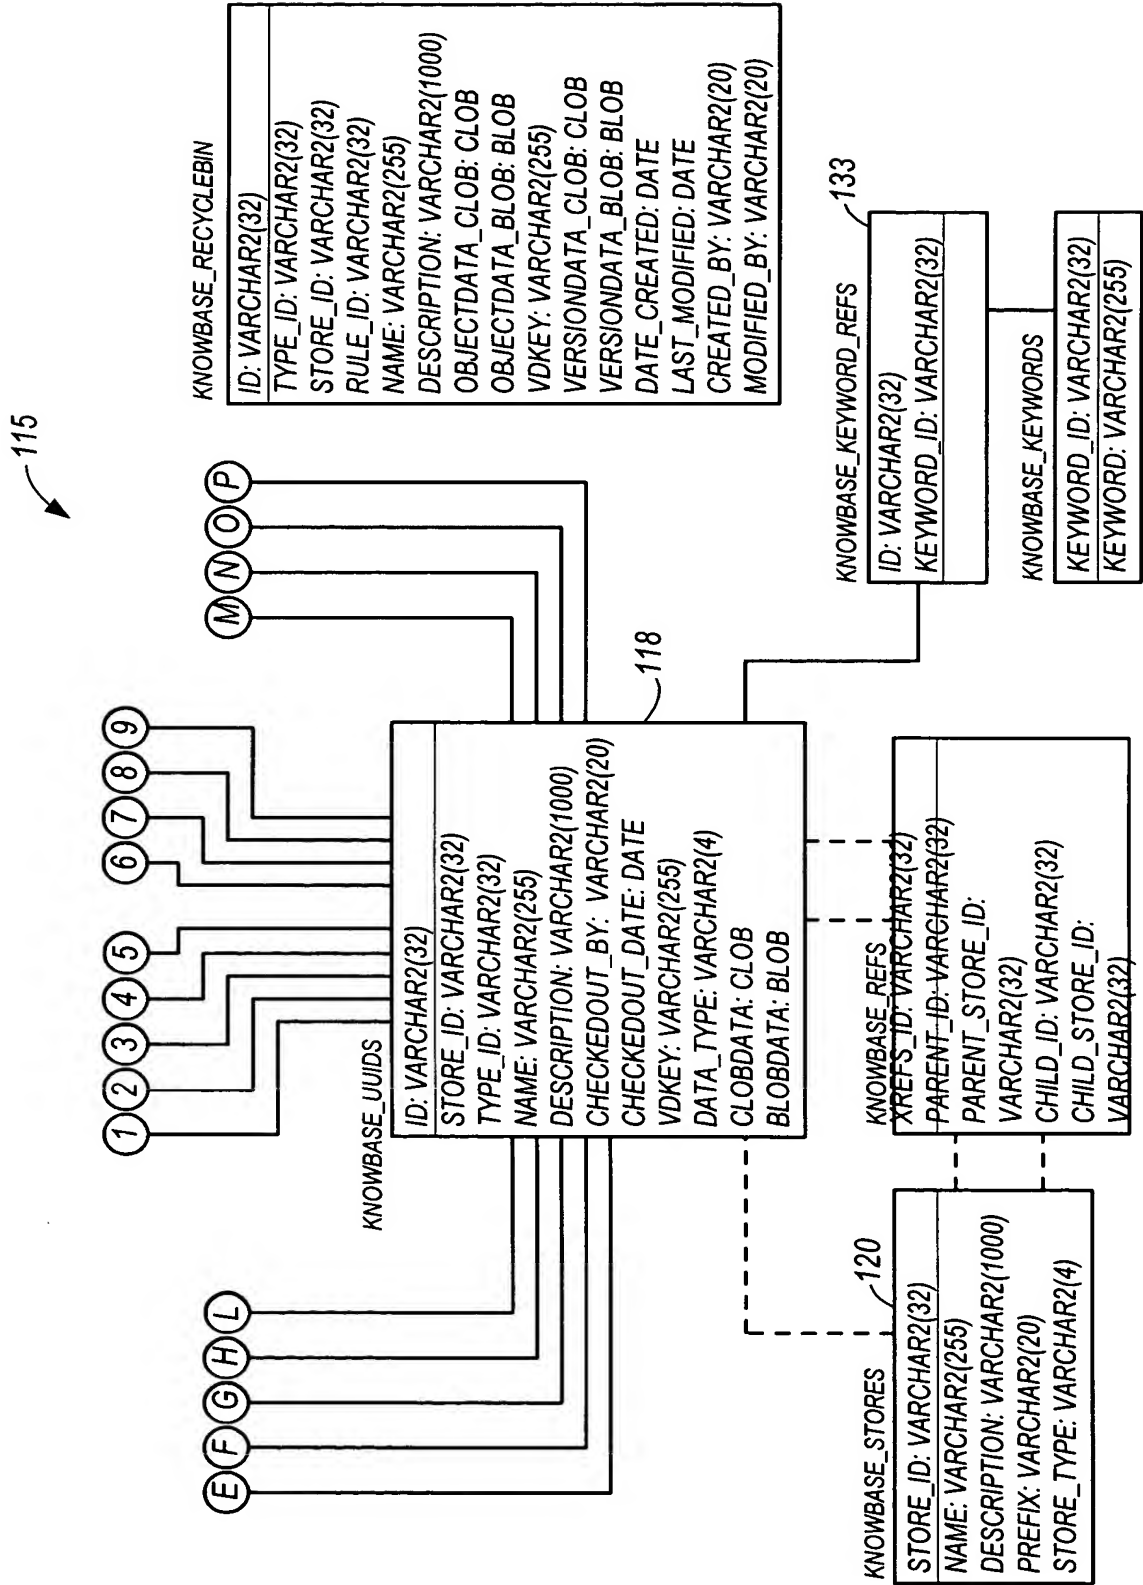 115
1
2
3
4
5
6
7
8
9
E
F
G
H
L
M
N
O
P
KNOWBASE_UUIDS
ID: VARCHAR2(32)
STORE_ID: VARCHAR2(32)
TYPE_ID: VARCHAR2(32)
NAME: VARCHAR2(255)
DESCRIPTION: VARCHAR2(1000)
CHECKEDOUT_BY: VARCHAR2(20)
CHECKEDOUT_DATE: DATE
VDKEY: VARCHAR2(255)
DATA_TYPE: VARCHAR2(4)
CLOBDATA: CLOB
BLOBDATA: BLOB
118
KNOWBASE_RECYCLEBIN
ID: VARCHAR2(32)
TYPE_ID: VARCHAR2(32)
STORE_ID: VARCHAR2(32)
RULE_ID: VARCHAR2(32)
NAME: VARCHAR2(255)
DESCRIPTION: VARCHAR2(1000)
OBJECTDATA_CLOB: CLOB
OBJECTDATA_BLOB: BLOB
VDKEY: VARCHAR2(255)
VERSIONDATA_CLOB: CLOB
VERSIONDATA_BLOB: BLOB
DATE_CREATED: DATE
LAST_MODIFIED: DATE
CREATED_BY: VARCHAR2(20)
MODIFIED_BY: VARCHAR2(20)
KNOWBASE_STORES
120
STORE_ID: VARCHAR2(32)
NAME: VARCHAR2(255)
DESCRIPTION: VARCHAR2(1000)
PREFIX: VARCHAR2(20)
STORE_TYPE: VARCHAR2(4)
KNOWBASE_REFS
XREFS_ID: VARCHAR2(32)
PARENT_ID: VARCHAR2(32)
PARENT_STORE_ID:
VARCHAR2(32)
CHILD_ID: VARCHAR2(32)
CHILD_STORE_ID:
VARCHAR2(32)
KNOWBASE_KEYWORD_REFS
133
ID: VARCHAR2(32)
KEYWORD_ID: VARCHAR2(32)
KNOWBASE_KEYWORDS
KEYWORD_ID: VARCHAR2(32)
KEYWORD: VARCHAR2(255)